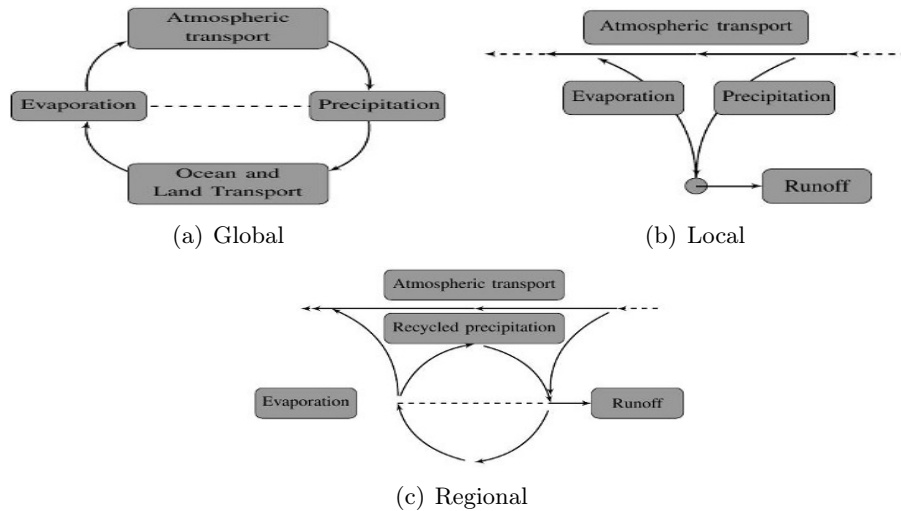 Atmospheric
transport
Evaporation
Precipitation
Ocean and
Land Transport
(a) Global
Atmospheric transport
Evaporation
Precipitation
Runoff
(b) Local
Atmospheric transport
Recycled precipitation
Evaporation
Runoff
(c) Regional